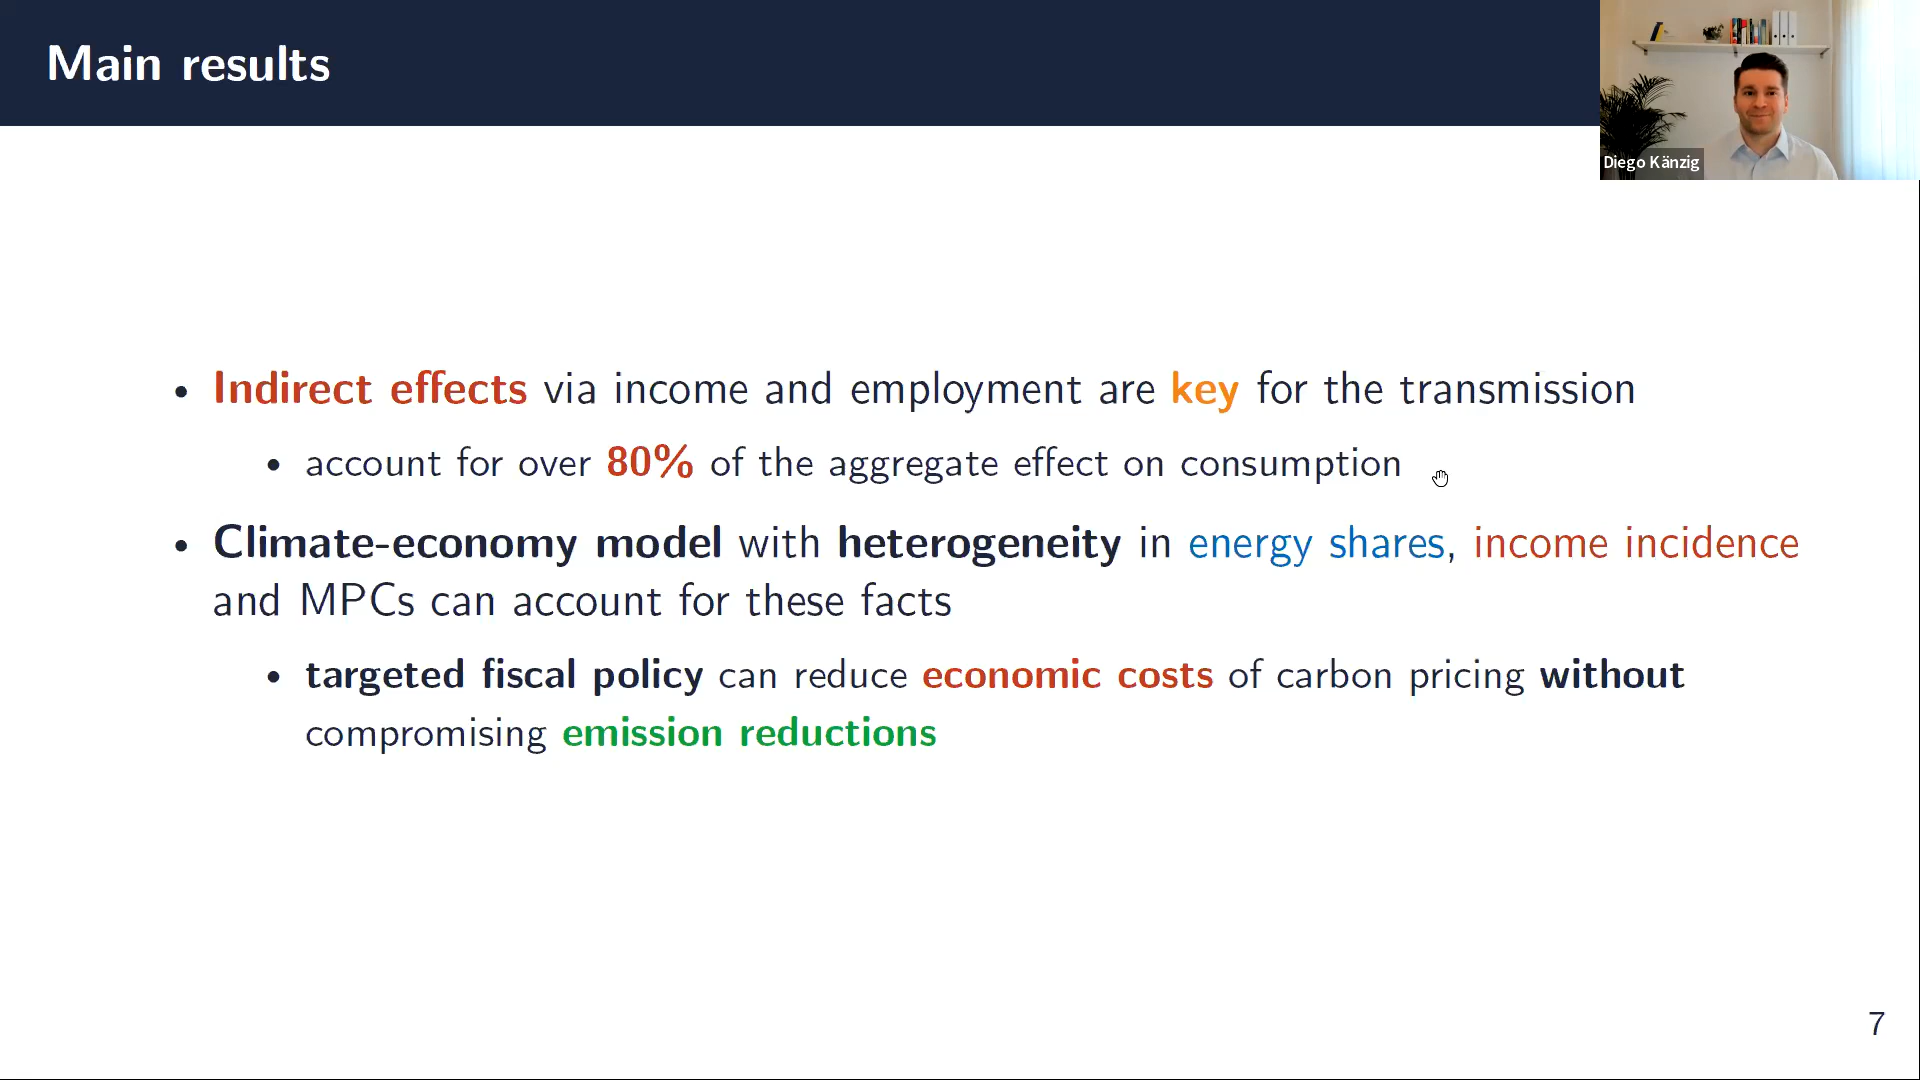 Main results
Diego Känzig
• Indirect effects via income and employment are key for the transmission
• account for over 80% of the aggregate effect on consumption
• Climate-economy model with heterogeneity in energy shares, income incidence
and MPCs can account for these facts
• targeted fiscal policy can reduce economic costs of carbon pricing without
compromising emission reductions
7